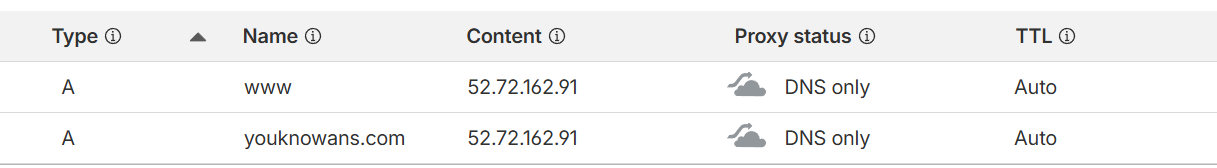 Type Name Content Proxy status TTL
A www 52.72.162.91 DNS only Auto
A youknowans.com 52.72.162.91 DNS only Auto